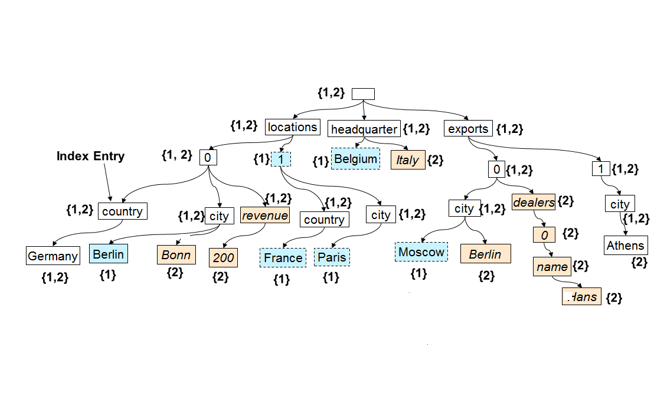 {1,2}
{1,2} locations
headquarter {1,2}
exports {1,2}
{1, 2} 0
{1} 1
{1} Belgium
Italy {2}
Index Entry
0 {1,2}
1 {1,2}
{1,2} country
{1,2} city
{1,2}
revenue
{1,2}
country
city {1,2}
city {1,2}
dealers {2}
city
{1,2}
Germany
{1,2}
Berlin
{1}
Bonn
{2}
200
{2}
France
{1}
Paris
{1}
Moscow
{1}
Berlin
{2}
0 {2}
name {2}
{2}
Athens
{2}